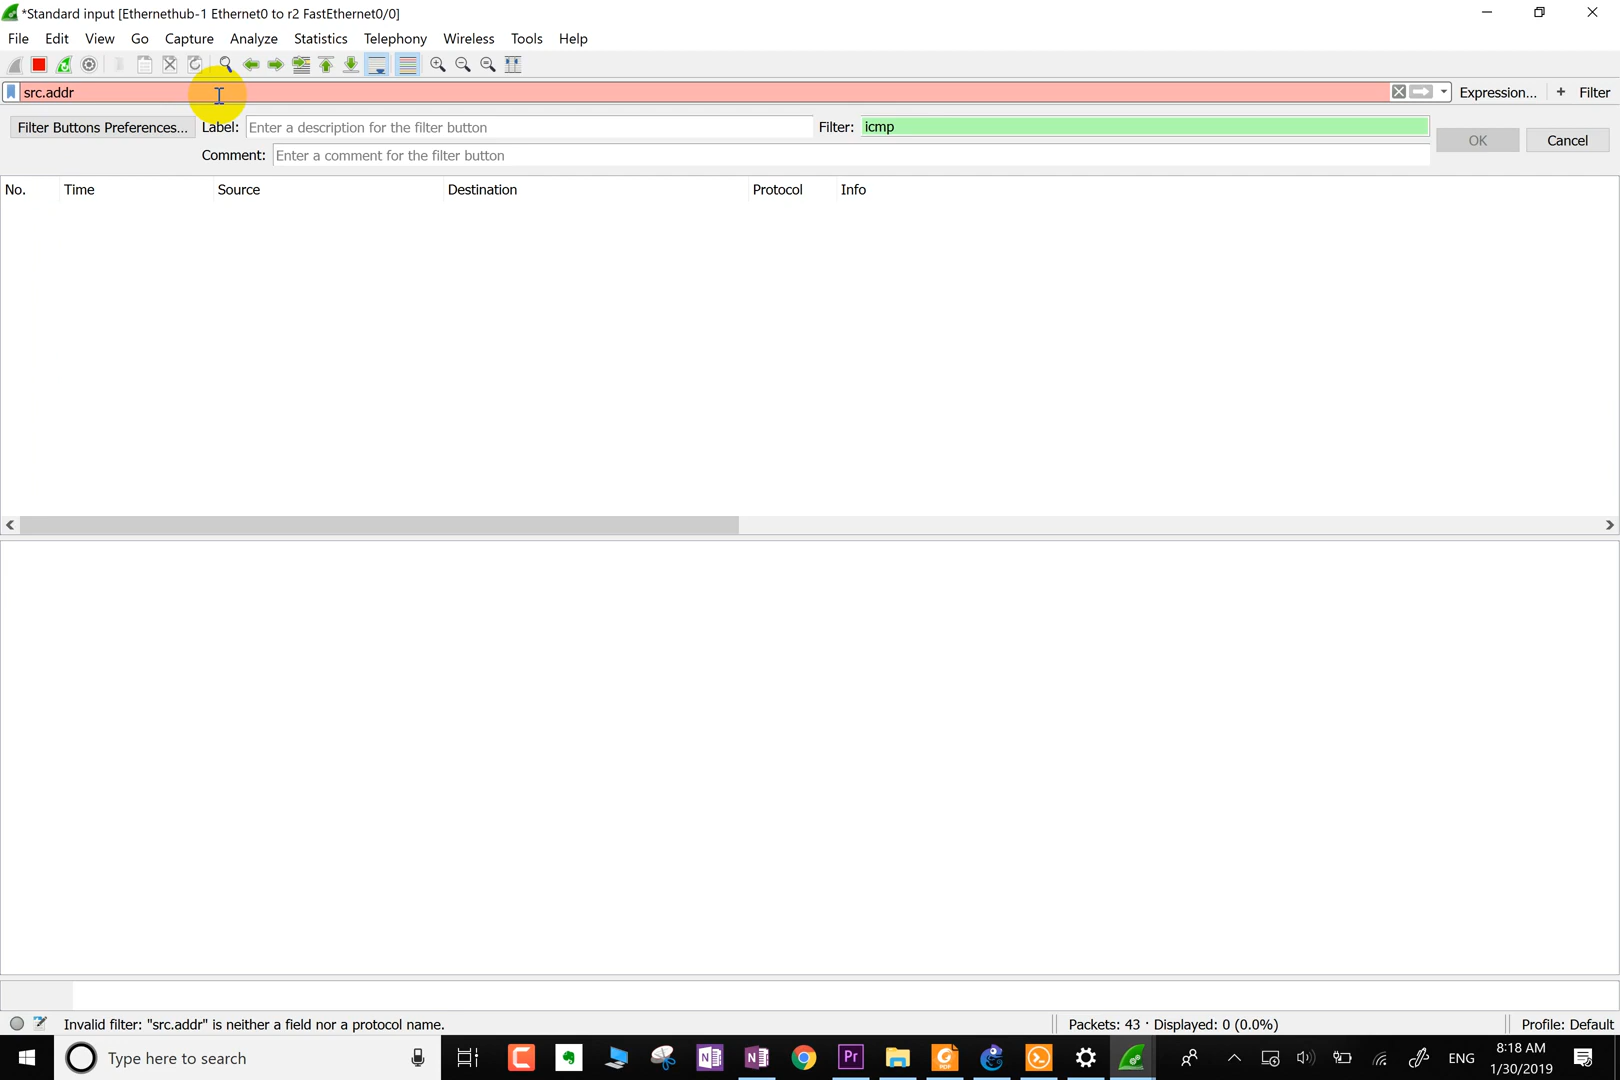 *Standard input [Ethernethub-1 Ethernet0 to r2 FastEthernet0/0]
File Edit View Go Capture Analyze Statistics Telephony Wireless Tools Help
src.addr Expression... + Filter
Filter Buttons Preferences... Label: Enter a description for the filter button Filter: icmp OK Cancel
Comment: Enter a comment for the filter button
No. Time Source Destination Protocol Info
Invalid filter: "src.addr" is neither a field nor a protocol name. Packets: 43 · Displayed: 0 (0.0%) Profile: Default
Type here to search Pr ENG 8:18 AM
1/30/2019